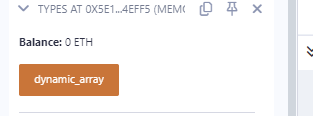 TYPES AT 0X5E1...4EFF5 (MEMO
Balance: 0 ETH
dynamic_array